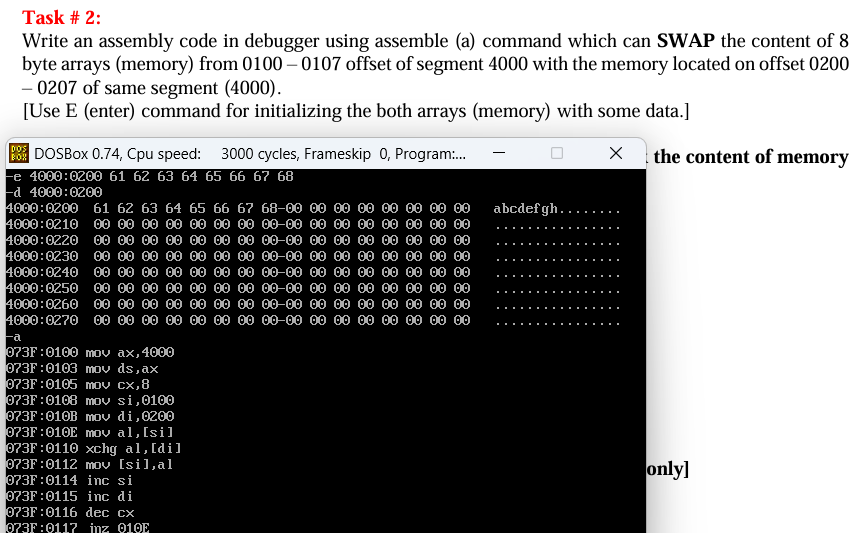 Task # 2:
Write an assembly code in debugger using assemble (a) command which can SWAP the content of 8
byte arrays (memory) from 0100 – 0107 offset of segment 4000 with the memory located on offset 0200
– 0207 of same segment (4000).
[Use E (enter) command for initializing the both arrays (memory) with some data.]
DOSBox 0.74, Cpu speed: 3000 cycles, Frameskip 0, Program:...
the content of memory
-e 4000:0200 61 62 63 64 65 66 67 68
-d 4000:0200
4000:0200 61 62 63 64 65 66 67 68-00 00 00 00 00 00 00 00 abcdefgh........
4000:0210 00 00 00 00 00 00 00 00-00 00 00 00 00 00 00 00 ................
4000:0220 00 00 00 00 00 00 00 00-00 00 00 00 00 00 00 00 ................
4000:0230 00 00 00 00 00 00 00 00-00 00 00 00 00 00 00 00 ................
4000:0240 00 00 00 00 00 00 00 00-00 00 00 00 00 00 00 00 ................
4000:0250 00 00 00 00 00 00 00 00-00 00 00 00 00 00 00 00 ................
4000:0260 00 00 00 00 00 00 00 00-00 00 00 00 00 00 00 00 ................
4000:0270 00 00 00 00 00 00 00 00-00 00 00 00 00 00 00 00 ................
-a
073F:0100 mov ax,4000
073F:0103 mov ds,ax
073F:0105 mov cx,8
073F:0108 mov si,0100
073F:010B mov di,0200
073F:010E mov al,[si]
073F:0110 xchg al,[di]
073F:0112 mov [si],al
only]
073F:0114 inc si
073F:0115 inc di
073F:0116 dec cx
073F:0117 jnz 010E